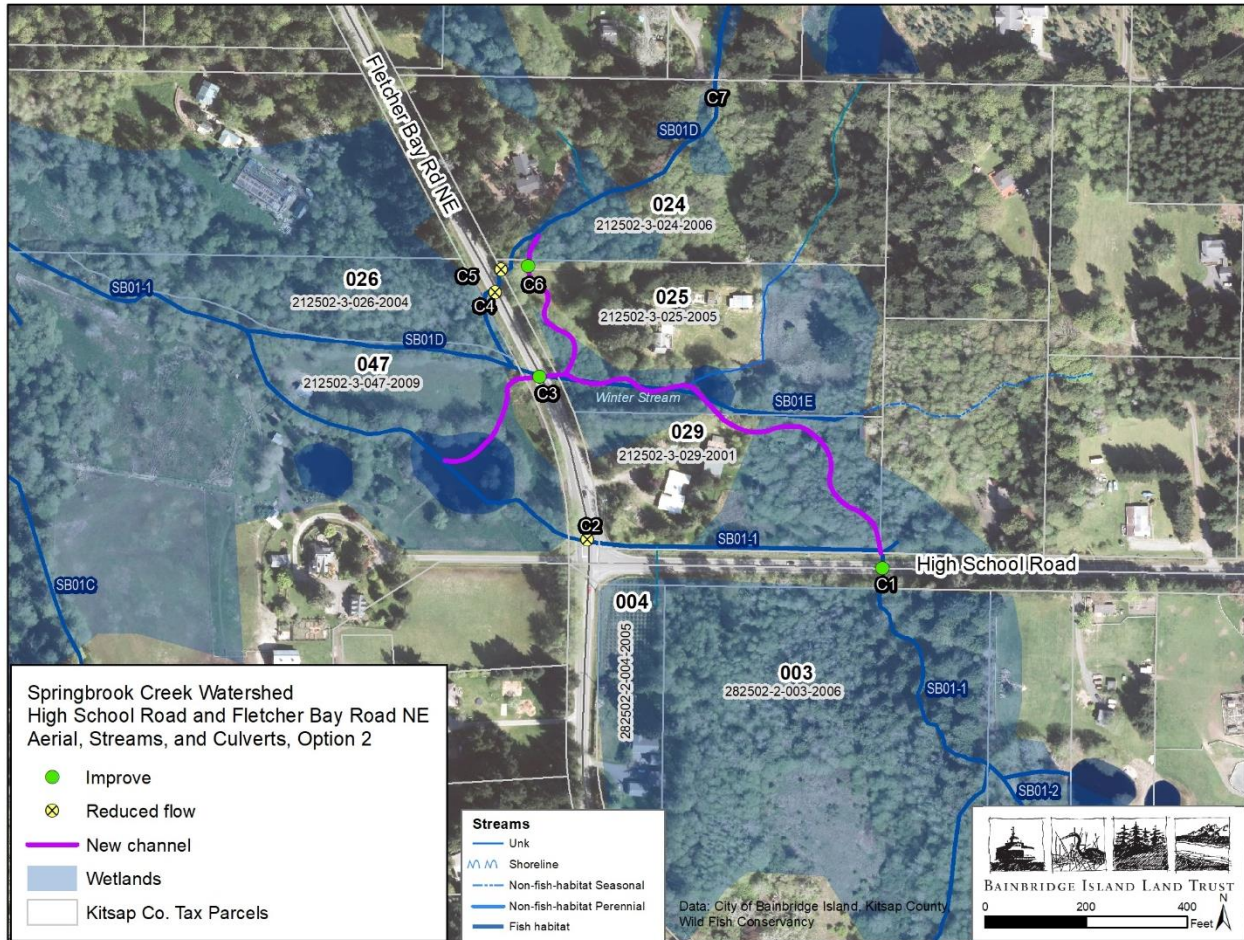 C7
SB01D
Fletcher Bay Rd NE
024
212502-3-024-2006
C5
C6
C4
026
212502-3-026-2004
025
212502-3-025-2005
SB01-1
SB01D
047
212502-3-047-2009
C3
Winter Stream
SB01E
029
212502-3-029-2001
C2
SB01-1
High School Road
C1
SB01C
004
282502-2-004-2005
003
282502-2-003-2006
SB01-1
SB01-2
Springbrook Creek Watershed
High School Road and Fletcher Bay Road NE
Aerial, Streams, and Culverts, Option 2
Improve
Reduced flow
New channel
Wetlands
Kitsap Co. Tax Parcels
Streams
Unk
Shoreline
Non-fish-habitat Seasonal
Non-fish-habitat Perennial
Fish habitat
Data: City of Bainbridge Island, Kitsap County
Wild Fish Conservancy
BAINBRIDGE ISLAND LAND TRUST
N
0 200 400
Feet